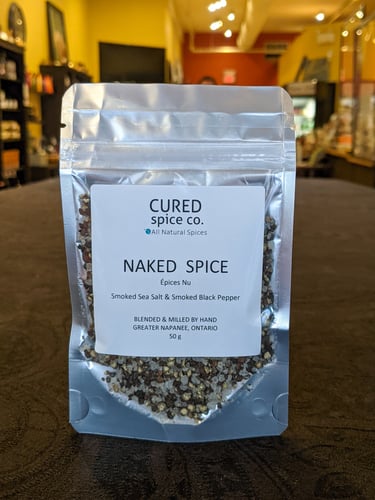 CURED
spice co.
All Natural Spices
NAKED SPICE
Épices Nu
Smoked Sea Salt & Smoked Black Pepper
BLENDED & MILLED BY HAND
GREATER NAPANEE, ONTARIO
50 g